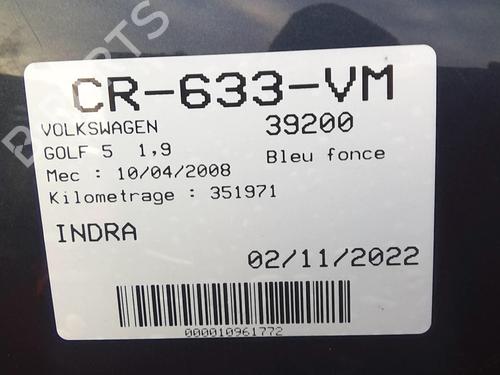 CR-633-VM
VOLKSWAGEN 39200
GOLF 5 1,9 Bleu fonce
Mec : 10/04/2008
Kilometrage : 351971
INDRA
02/11/2022
000010961772